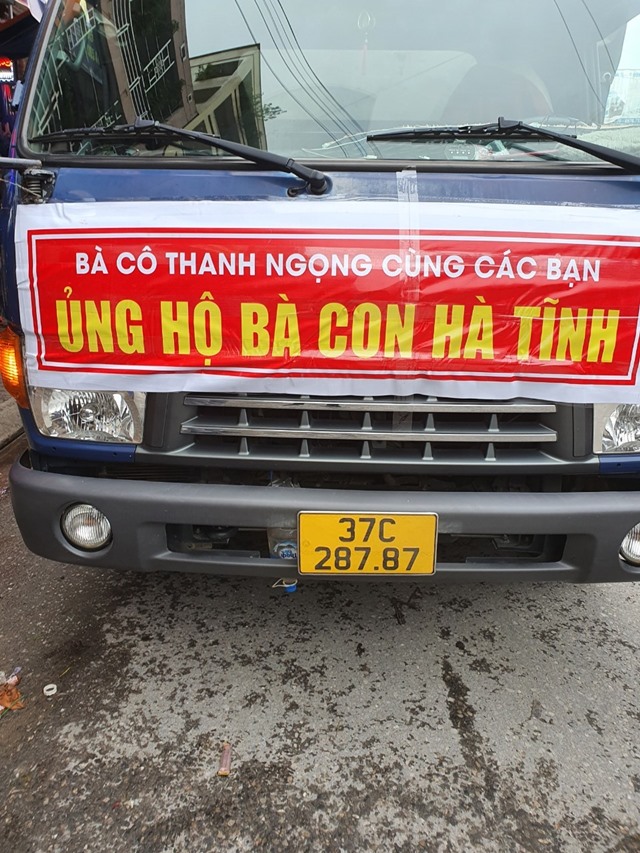 BÀ CÔ THANH NGỌNG CÙNG CÁC BẠN
ỦNG HỘ BÀ CON HÀ TĨNH
37C
287.87